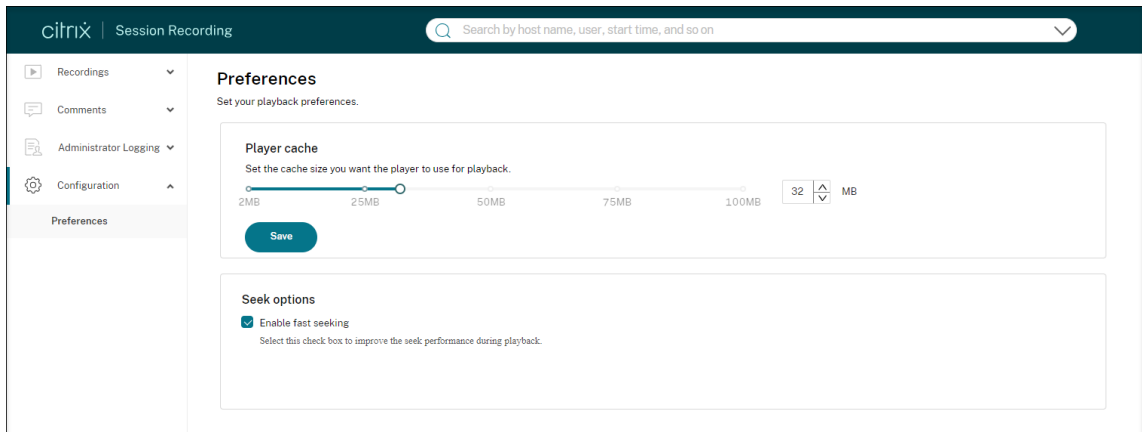 citrix | Session Recording
Search by host name, user, start time, and so on
Recordings
Comments
Administrator Logging
Configuration
Preferences
Preferences
Set your playback preferences.
Player cache
Set the cache size you want the player to use for playback.
2MB 25MB 50MB 75MB 100MB
32 MB
Save
Seek options
Enable fast seeking
Select this check box to improve the seek performance during playback.